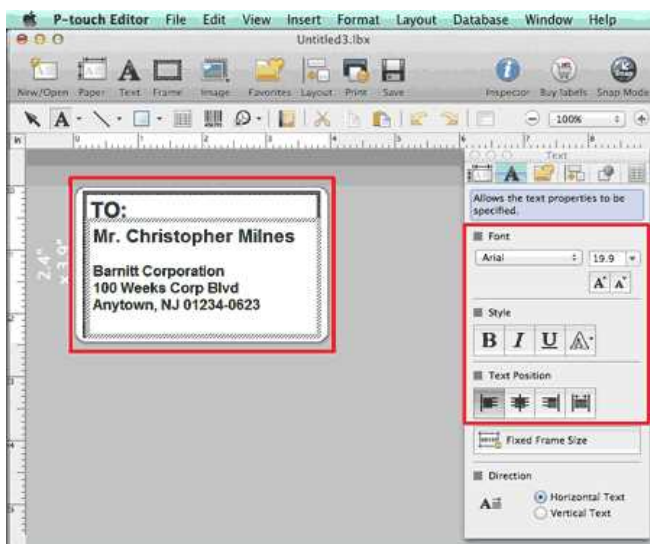 P-touch Editor File Edit View Insert Format Layout Database Window Help
Untitled3.lbx
New/Open Paper Text Frame Image Favorites Layout Print Save Inspector Buy labels Snap Mode
A 100%
Text
Allows the text properties to be
specified.
TO:
Mr. Christopher Milnes
Barnitt Corporation
100 Weeks Corp Blvd
Anytown, NJ 01234-0623
2.4"
x 3.9"
Font
Arial 19.9
A A
Style
B I U A
Text Position
Fixed Frame Size
Direction
A Horizontal Text
Vertical Text